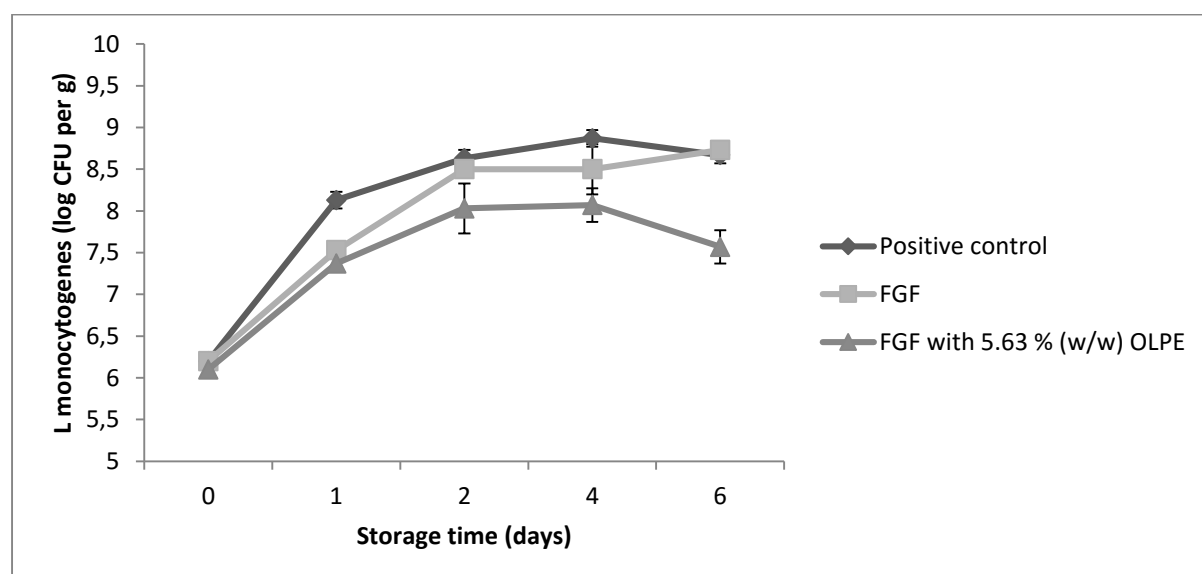 10
9,5
9
8,5
8
7,5
7
6,5
6
5,5
5
L monocytogenes (log CFU per g)
0 1 2 4 6
Storage time (days)
Positive control
FGF
FGF with 5.63 % (w/w) OLPE